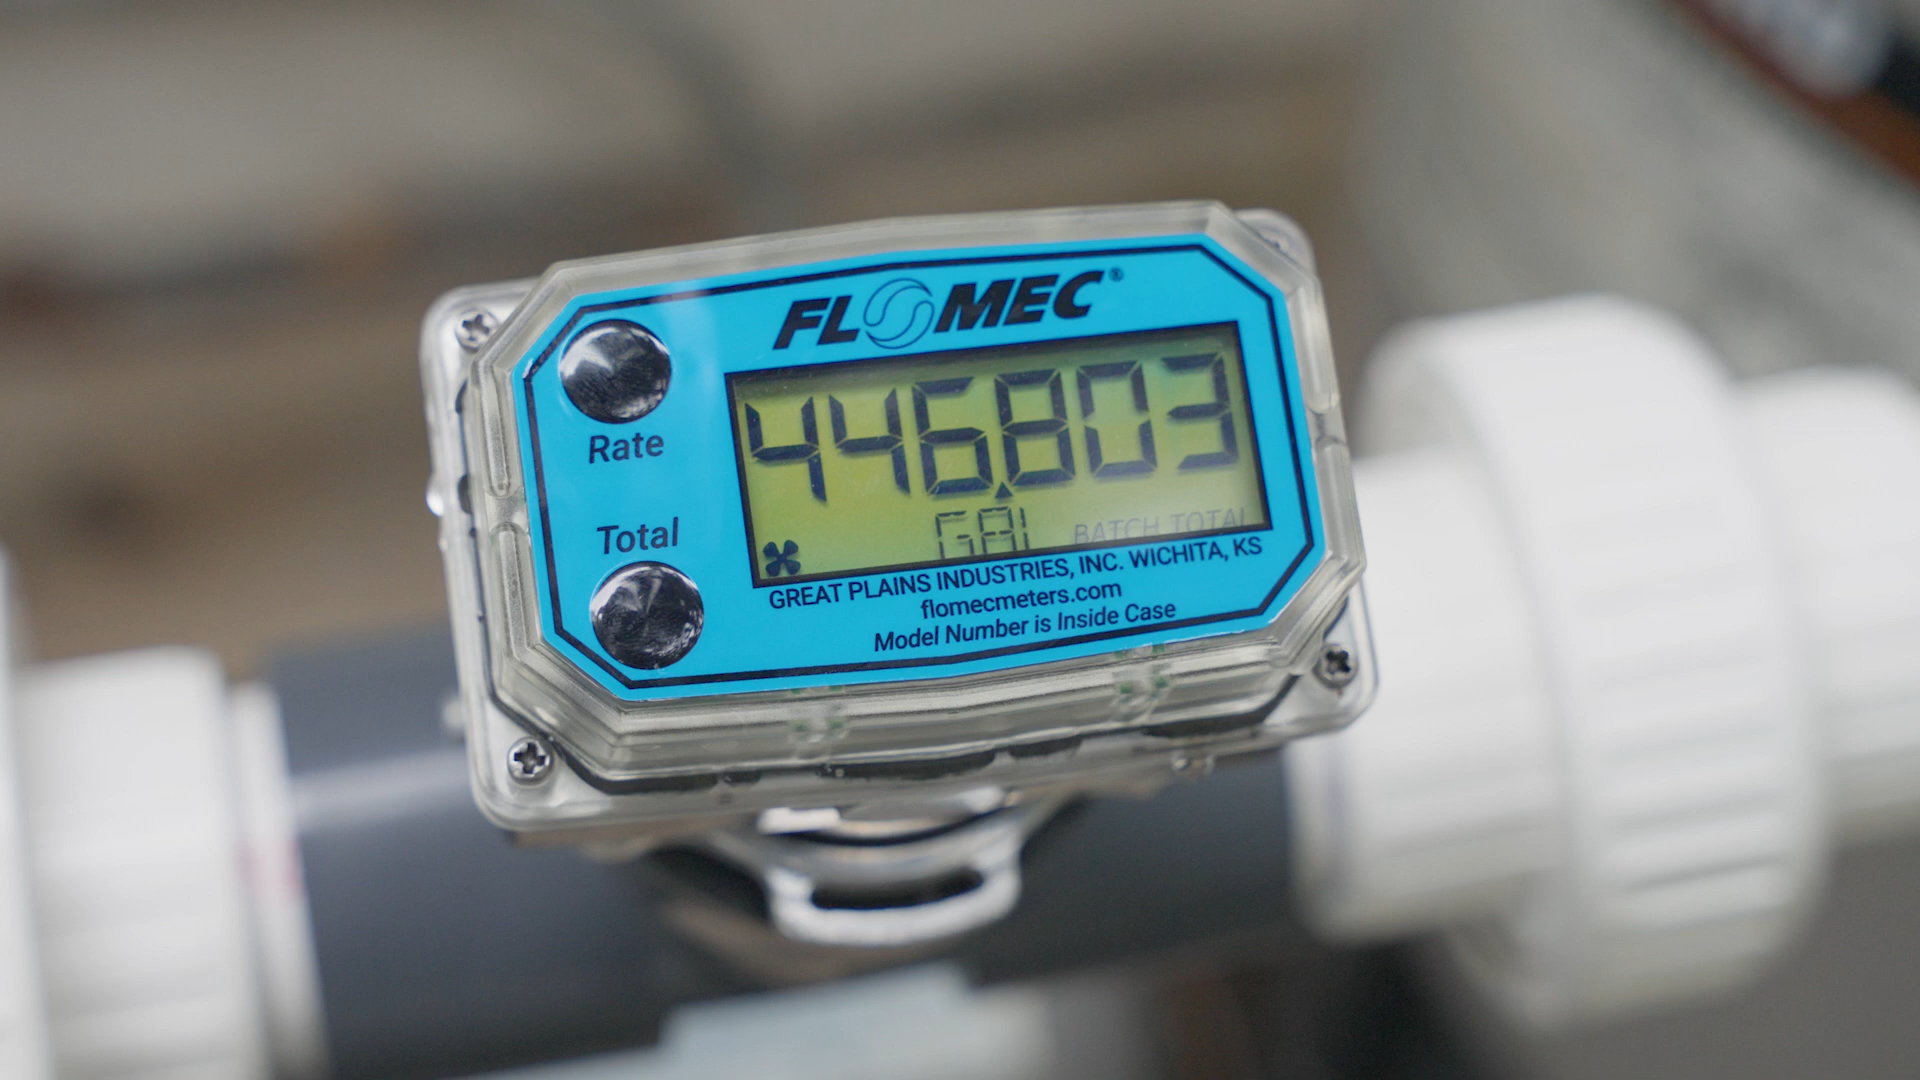 FLOMEC®
Rate
446.803
Total
GAL BATCH TOTAL
GREAT PLAINS INDUSTRIES, INC. WICHITA, KS
flomecmeters.com
Model Number is Inside Case